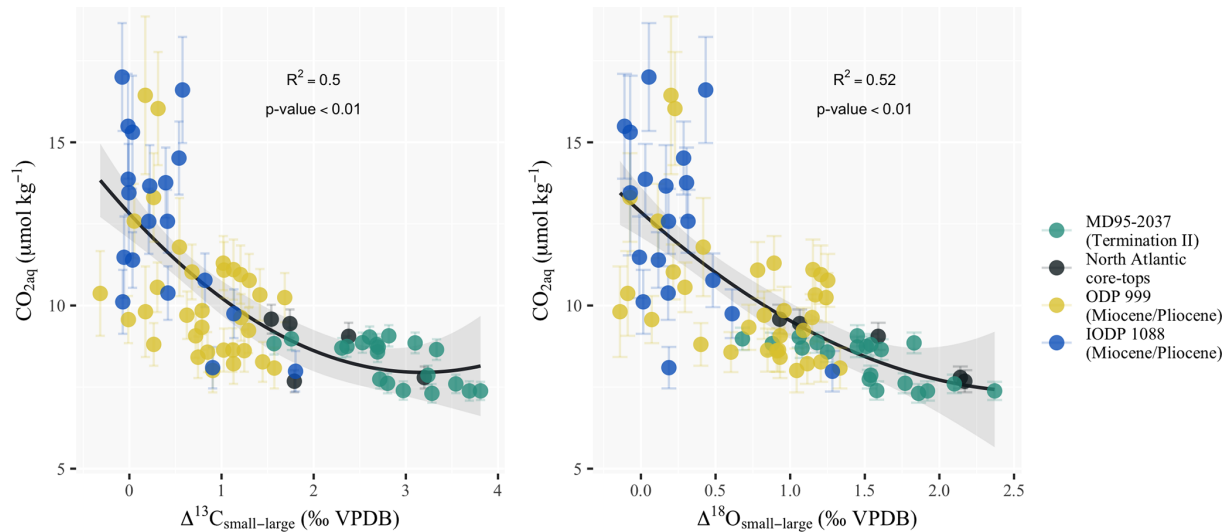 R² = 0.5
p-value < 0.01
15
10
5
CO₂aq (μmol kg⁻¹)
0
1
2
3
4
Δ¹³Csmall−large (‰ VPDB)
R² = 0.52
p-value < 0.01
15
10
5
CO₂aq (μmol kg⁻¹)
0.0
0.5
1.0
1.5
2.0
2.5
Δ¹⁸Osmall−large (‰ VPDB)
MD95-2037
(Termination II)
North Atlantic
core-tops
ODP 999
(Miocene/Pliocene)
IODP 1088
(Miocene/Pliocene)